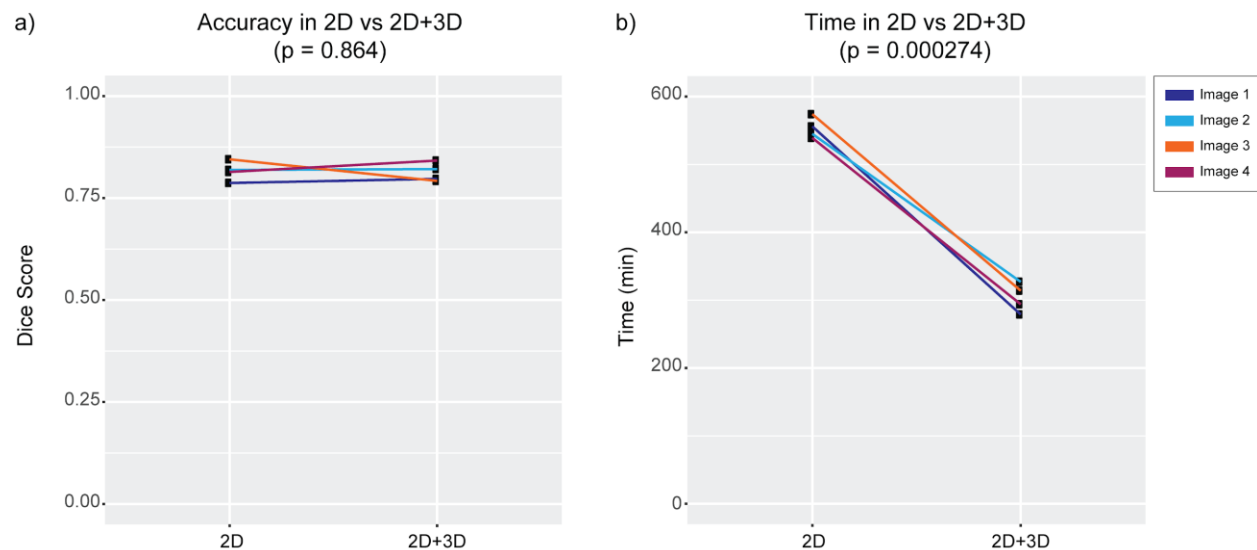 a)
Accuracy in 2D vs 2D+3D
(p = 0.864)
Dice Score
1.00
0.75
0.50
0.25
0.00
2D
2D+3D
b)
Time in 2D vs 2D+3D
(p = 0.000274)
Time (min)
600
400
200
0
2D
2D+3D
Image 1
Image 2
Image 3
Image 4